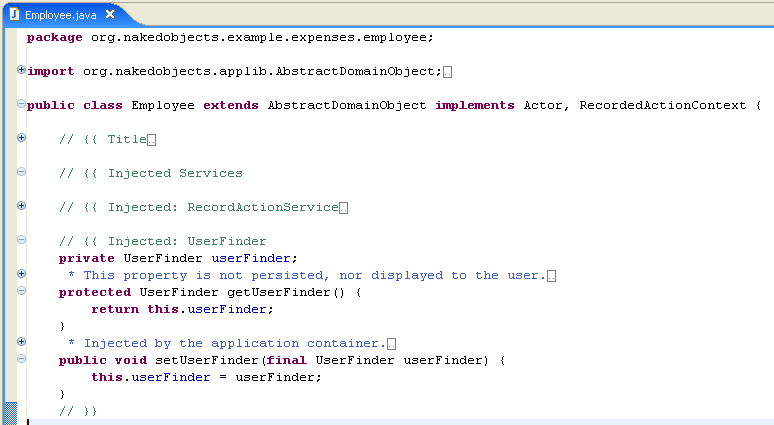 Employee.java
package org.nakedobjects.example.expenses.employee;
import org.nakedobjects.applib.AbstractDomainObject;
public class Employee extends AbstractDomainObject implements Actor, RecordedActionContext {
// {{ Title
// {{ Injected Services
// {{ Injected: RecordActionService
// {{ Injected: UserFinder
private UserFinder userFinder;
* This property is not persisted, nor displayed to the user.
protected UserFinder getUserFinder() {
return this.userFinder;
}
* Injected by the application container.
public void setUserFinder(final UserFinder userFinder) {
this.userFinder = userFinder;
}
// }}